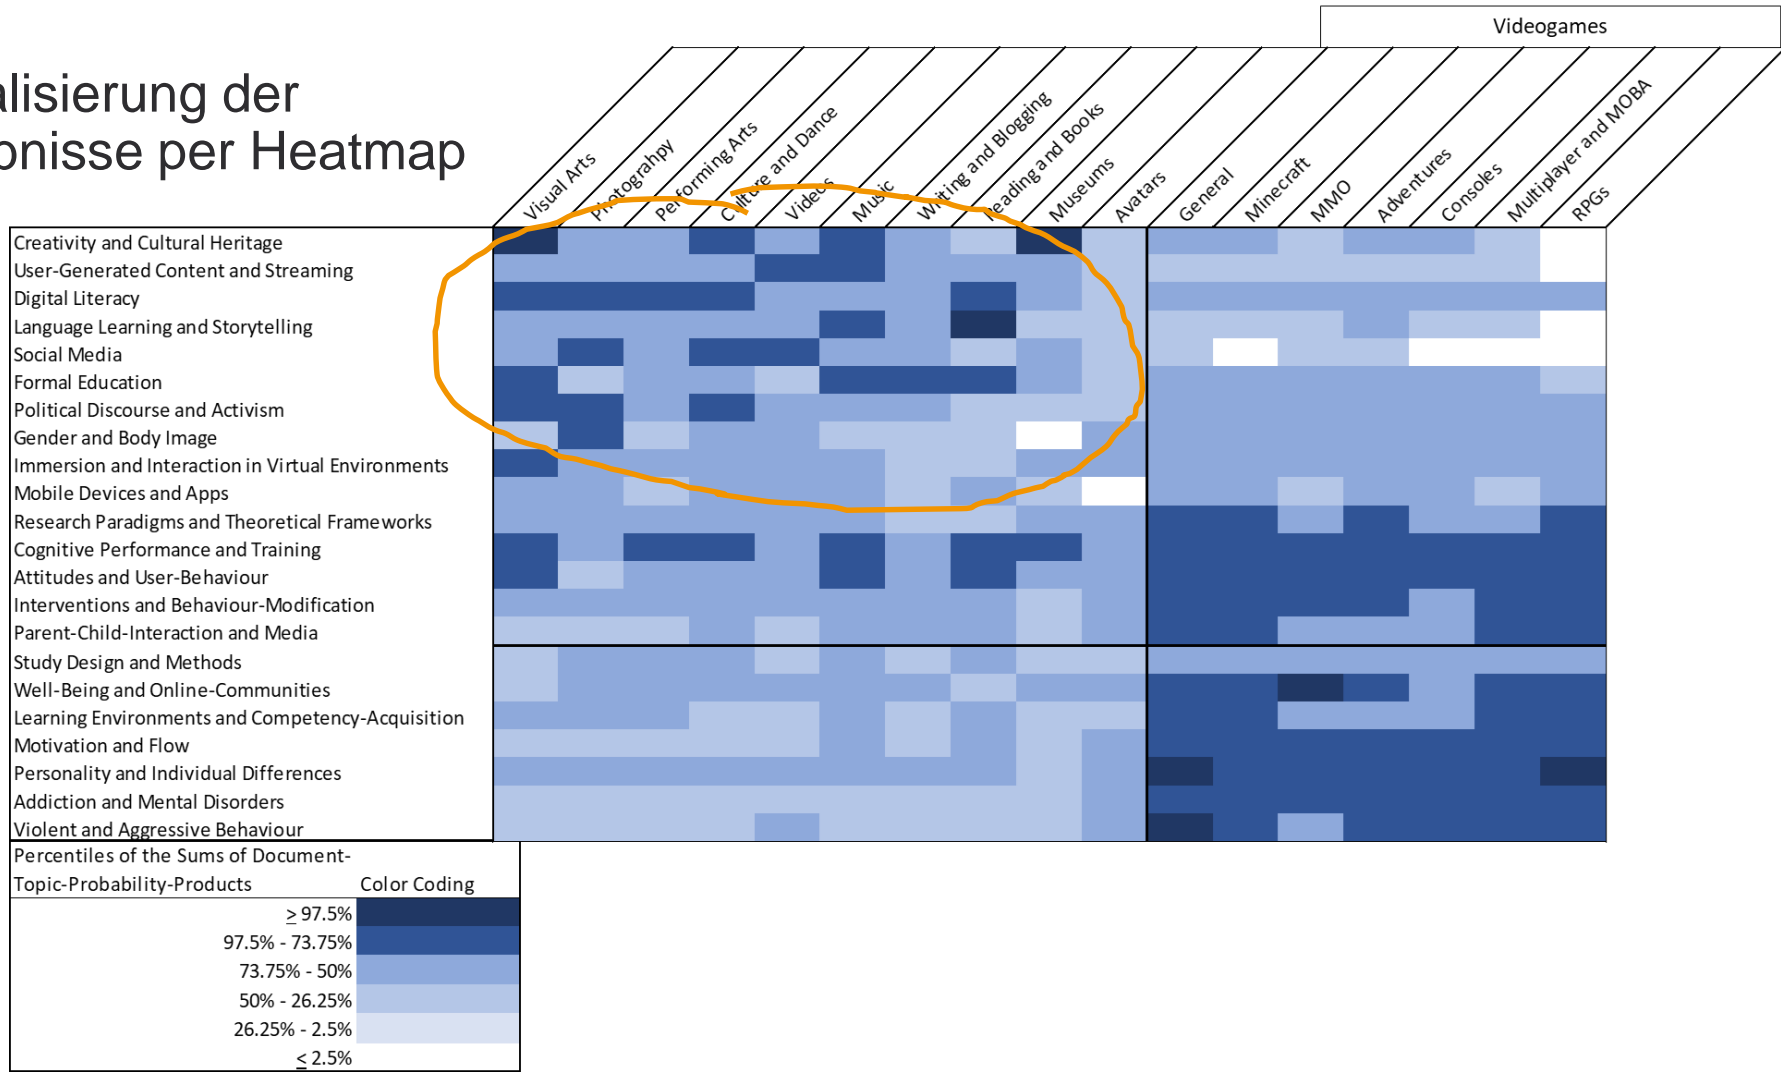 Videogames
alisierung der
bnisse per Heatmap
Visual Arts
Photograhpy
Performing Arts
Culture and Dance
Videos
Music
Writing and Blogging
Reading and Books
Museums
Avatars
General
Minecraft
MMO
Adventures
Consoles
Multiplayer and MOBA
RPGs
Creativity and Cultural Heritage
User-Generated Content and Streaming
Digital Literacy
Language Learning and Storytelling
Social Media
Formal Education
Political Discourse and Activism
Gender and Body Image
Immersion and Interaction in Virtual Environments
Mobile Devices and Apps
Research Paradigms and Theoretical Frameworks
Cognitive Performance and Training
Attitudes and User-Behaviour
Interventions and Behaviour-Modification
Parent-Child-Interaction and Media
Study Design and Methods
Well-Being and Online-Communities
Learning Environments and Competency-Acquisition
Motivation and Flow
Personality and Individual Differences
Addiction and Mental Disorders
Violent and Aggressive Behaviour
Percentiles of the Sums of Document-
Topic-Probability-Products Color Coding
≥ 97.5%
97.5% - 73.75%
73.75% - 50%
50% - 26.25%
26.25% - 2.5%
≤ 2.5%